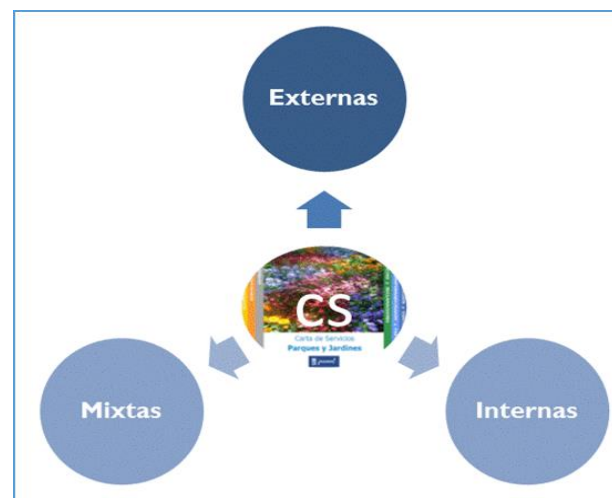 Externas
CS
Carta de Servicios
Parques y Jardines
Mixtas
Internas